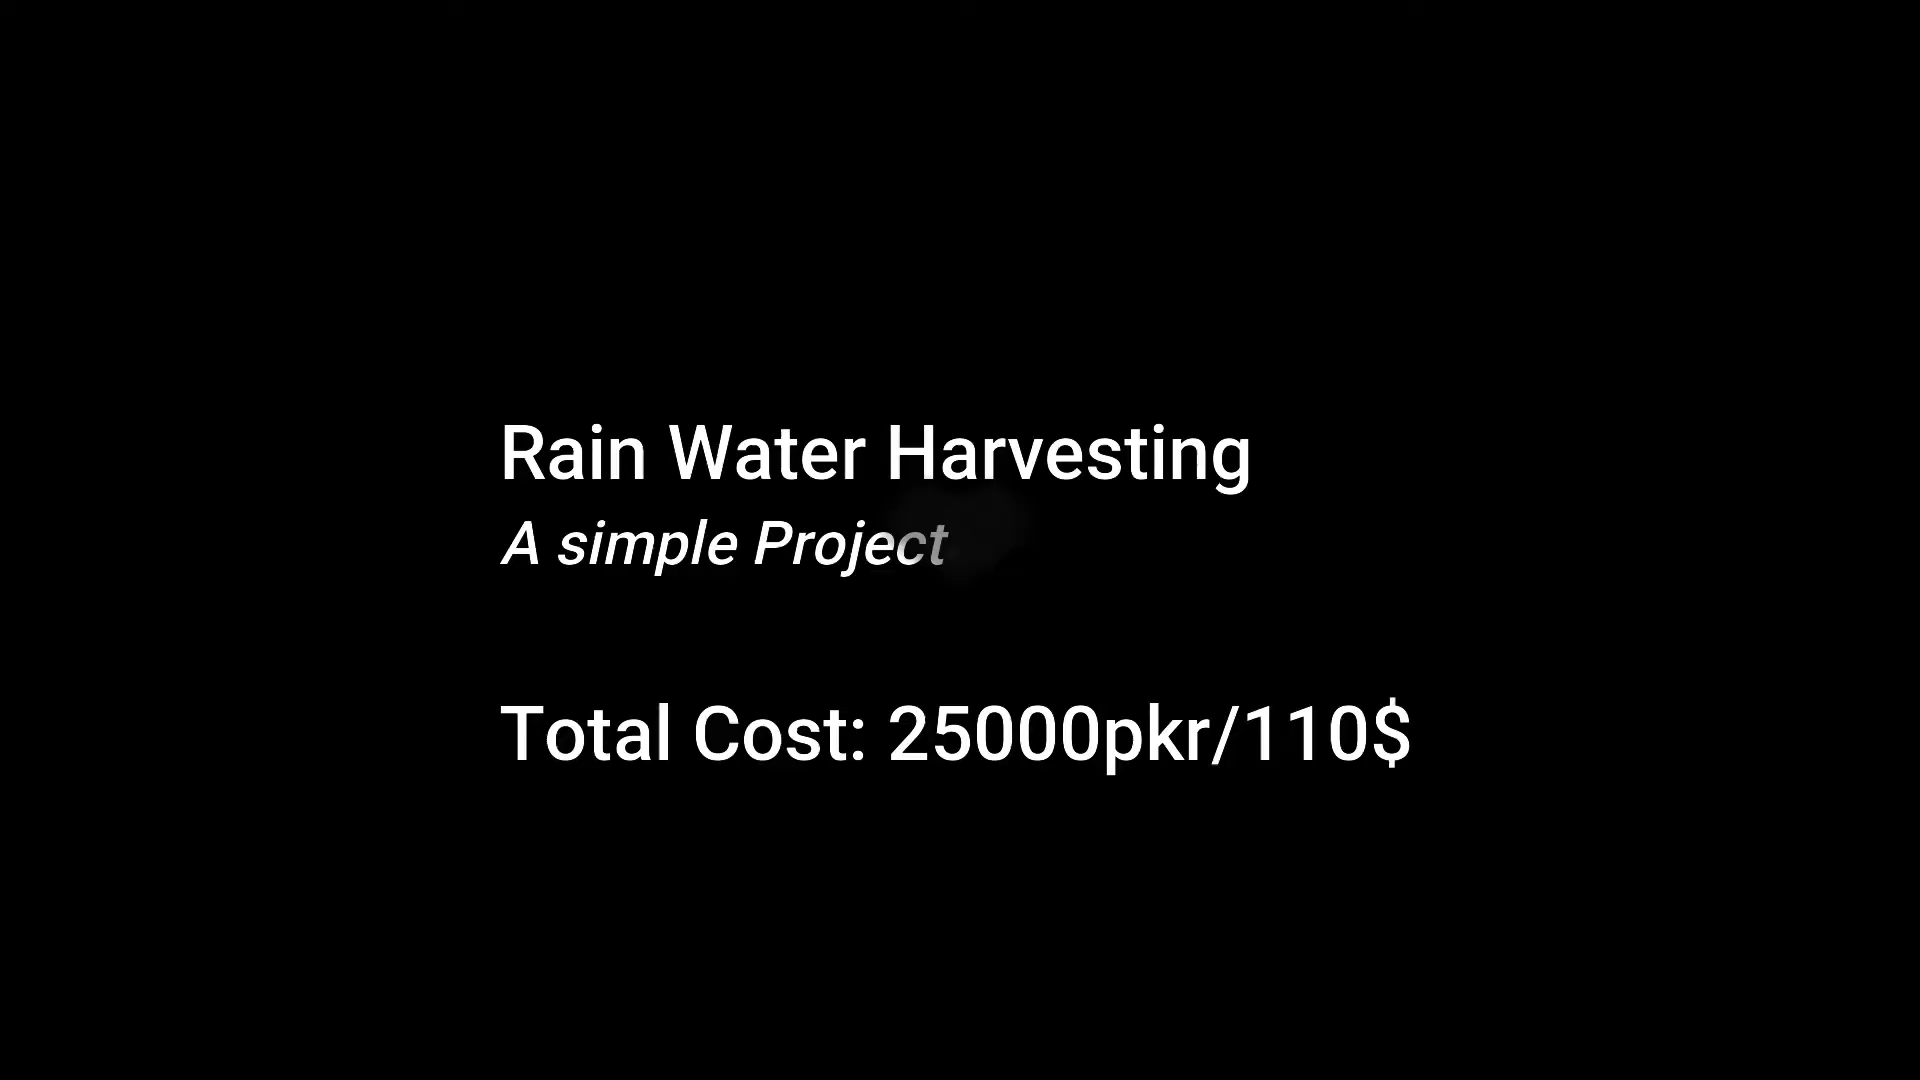 Rain Water Harvesting
A simple Project
Total Cost: 25000pkr/110$